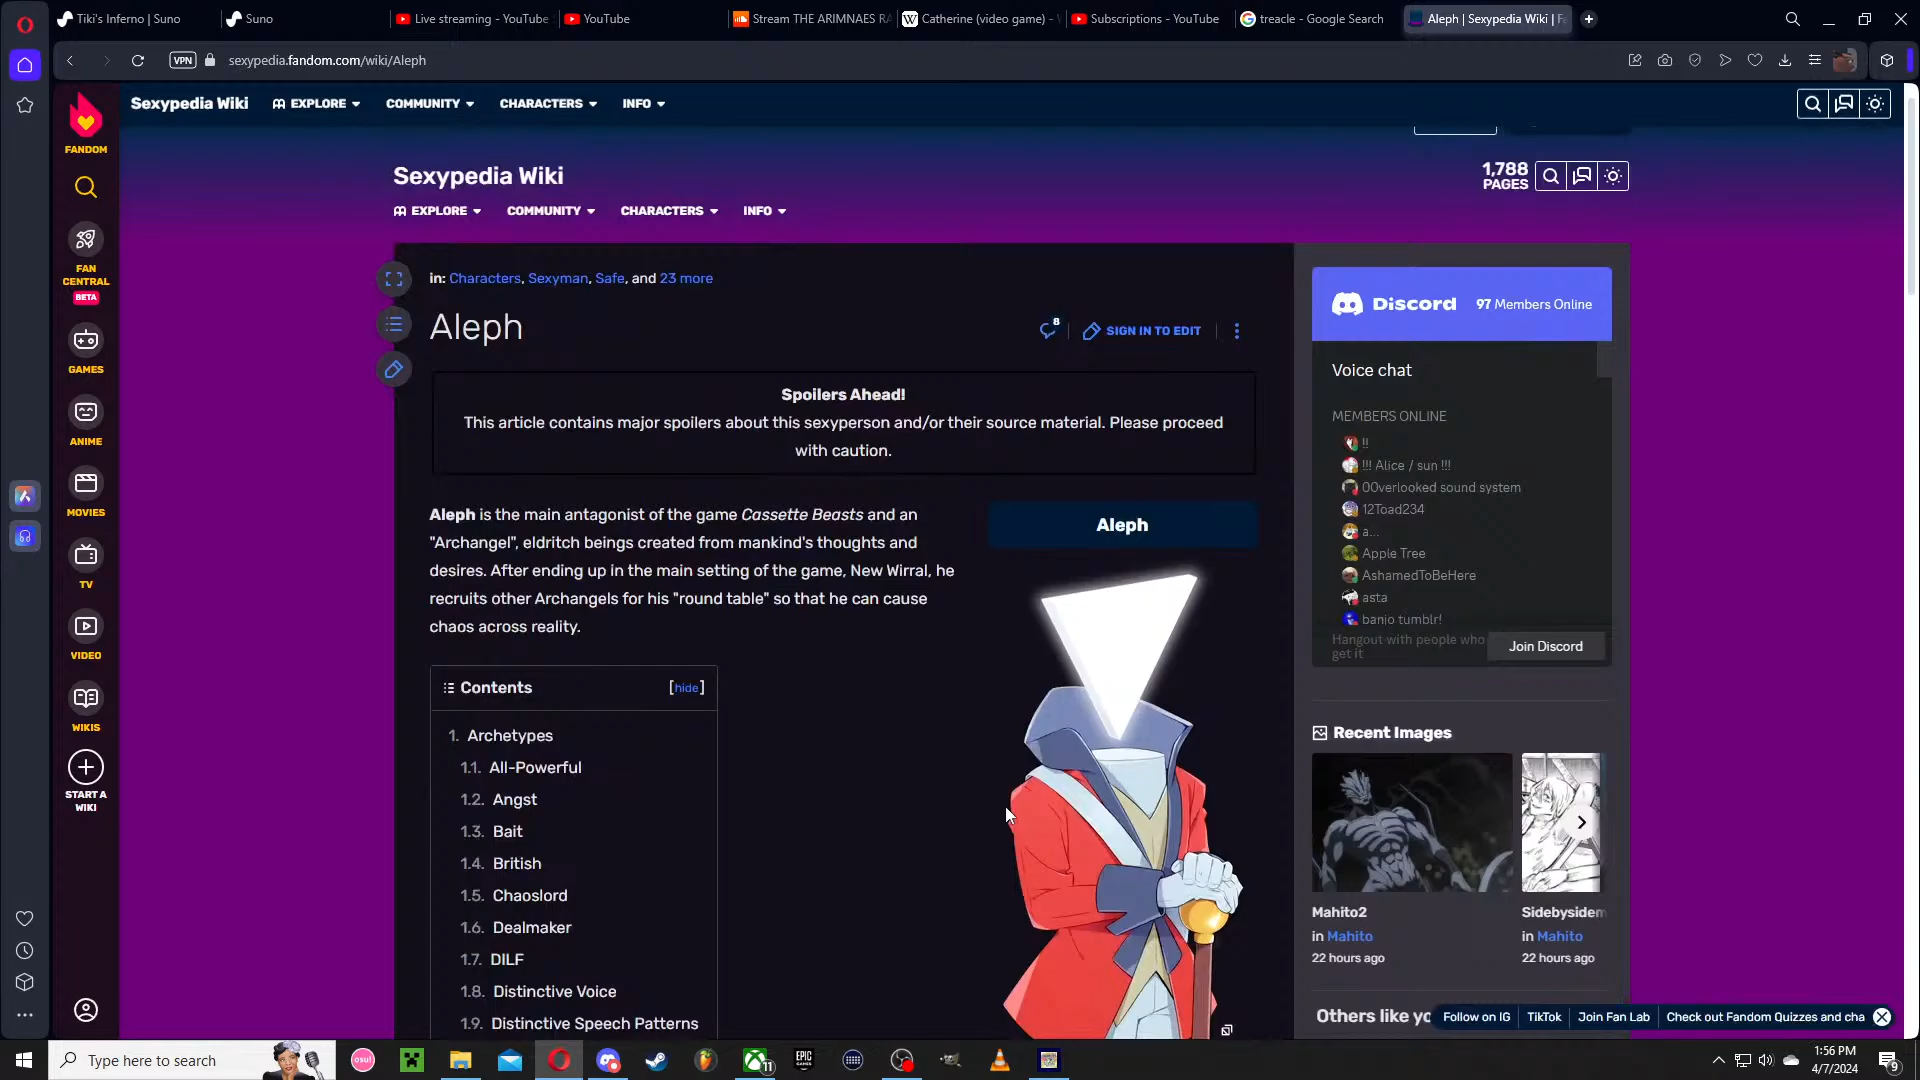 Tiki's Inferno | Suno
Suno
Live streaming - YouTube
YouTube
Stream THE ARIMNAES RA
Catherine (video game) -
Subscriptions - YouTube
treacle - Google Search
Aleph | Sexypedia Wiki | Fa
VPN
sexypedia.fandom.com/wiki/Aleph
FANDOM
FAN CENTRAL
BETA
GAMES
ANIME
MOVIES
TV
VIDEO
WIKIS
START A WIKI
Sexypedia Wiki
EXPLORE
COMMUNITY
CHARACTERS
INFO
Sexypedia Wiki
1,788
PAGES
EXPLORE
COMMUNITY
CHARACTERS
INFO
in: Characters, Sexyman, Safe, and 23 more
Aleph
8
SIGN IN TO EDIT
Spoilers Ahead!
This article contains major spoilers about this sexyperson and/or their source material. Please proceed
with caution.
Aleph is the main antagonist of the game Cassette Beasts and an
"Archangel", eldritch beings created from mankind's thoughts and
desires. After ending up in the main setting of the game, New Wirral, he
recruits other Archangels for his "round table" so that he can cause
chaos across reality.
Aleph
Contents
[hide]
1. Archetypes
1.1. All-Powerful
1.2. Angst
1.3. Bait
1.4. British
1.5. Chaoslord
1.6. Dealmaker
1.7. DILF
1.8. Distinctive Voice
1.9. Distinctive Speech Patterns
Discord
97 Members Online
Voice chat
MEMBERS ONLINE
!!
!!! Alice / sun !!!
00verlooked sound system
12Toad234
a...
Apple Tree
AshamedToBeHere
asta
banjo tumblr!
Hangout with people who
get it
Join Discord
Recent Images
Mahito2
in Mahito
22 hours ago
Sidebysidem
in Mahito
22 hours ago
Others like yo
Follow on IG
TikTok
Join Fan Lab
Check out Fandom Quizzes and cha
Type here to search
osu!
11
EPIC
GAMES
1:56 PM
4/7/2024
9